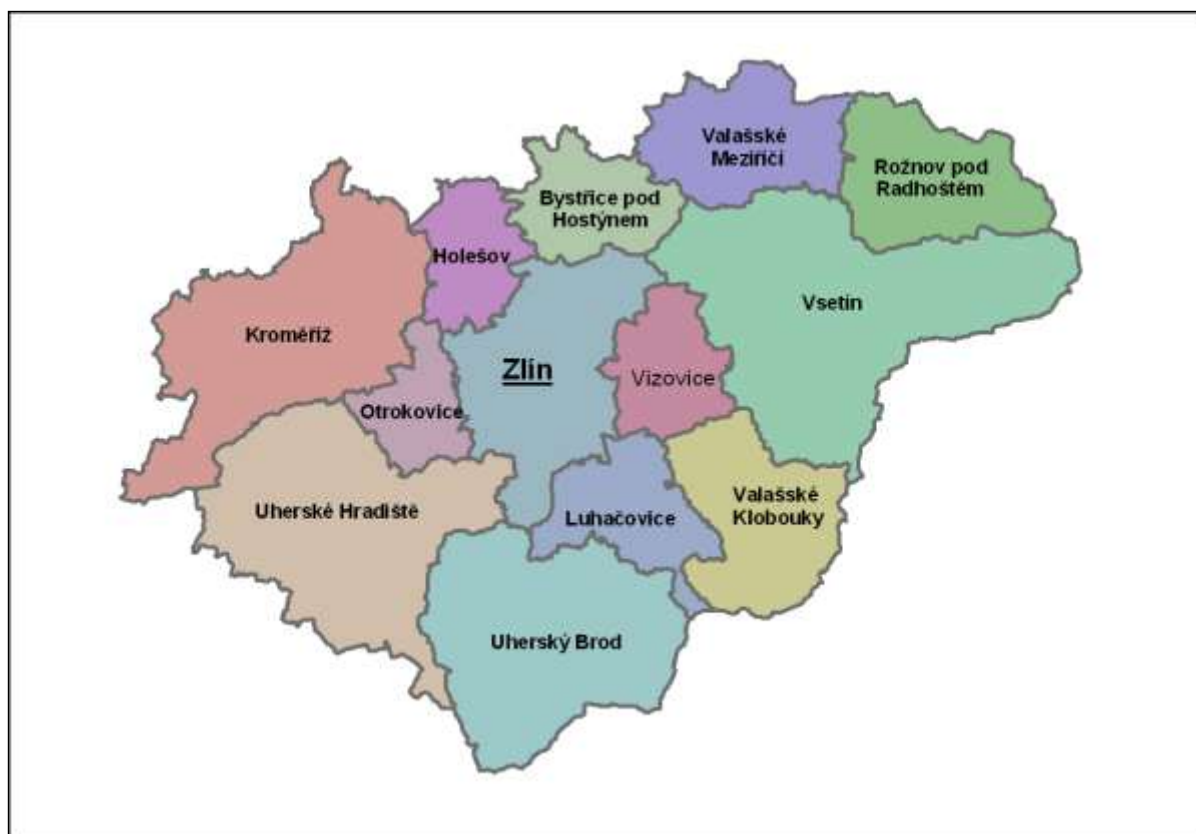 Valašské
Meziříčí
Rožnov pod
Radhoštěm
Bystřice pod
Hostýnem
Holešov
Vsetín
Kroměříž
Zlín
Vizovice
Otrokovice
Valašské
Klobouky
Uherské Hradiště
Luhačovice
Uherský Brod